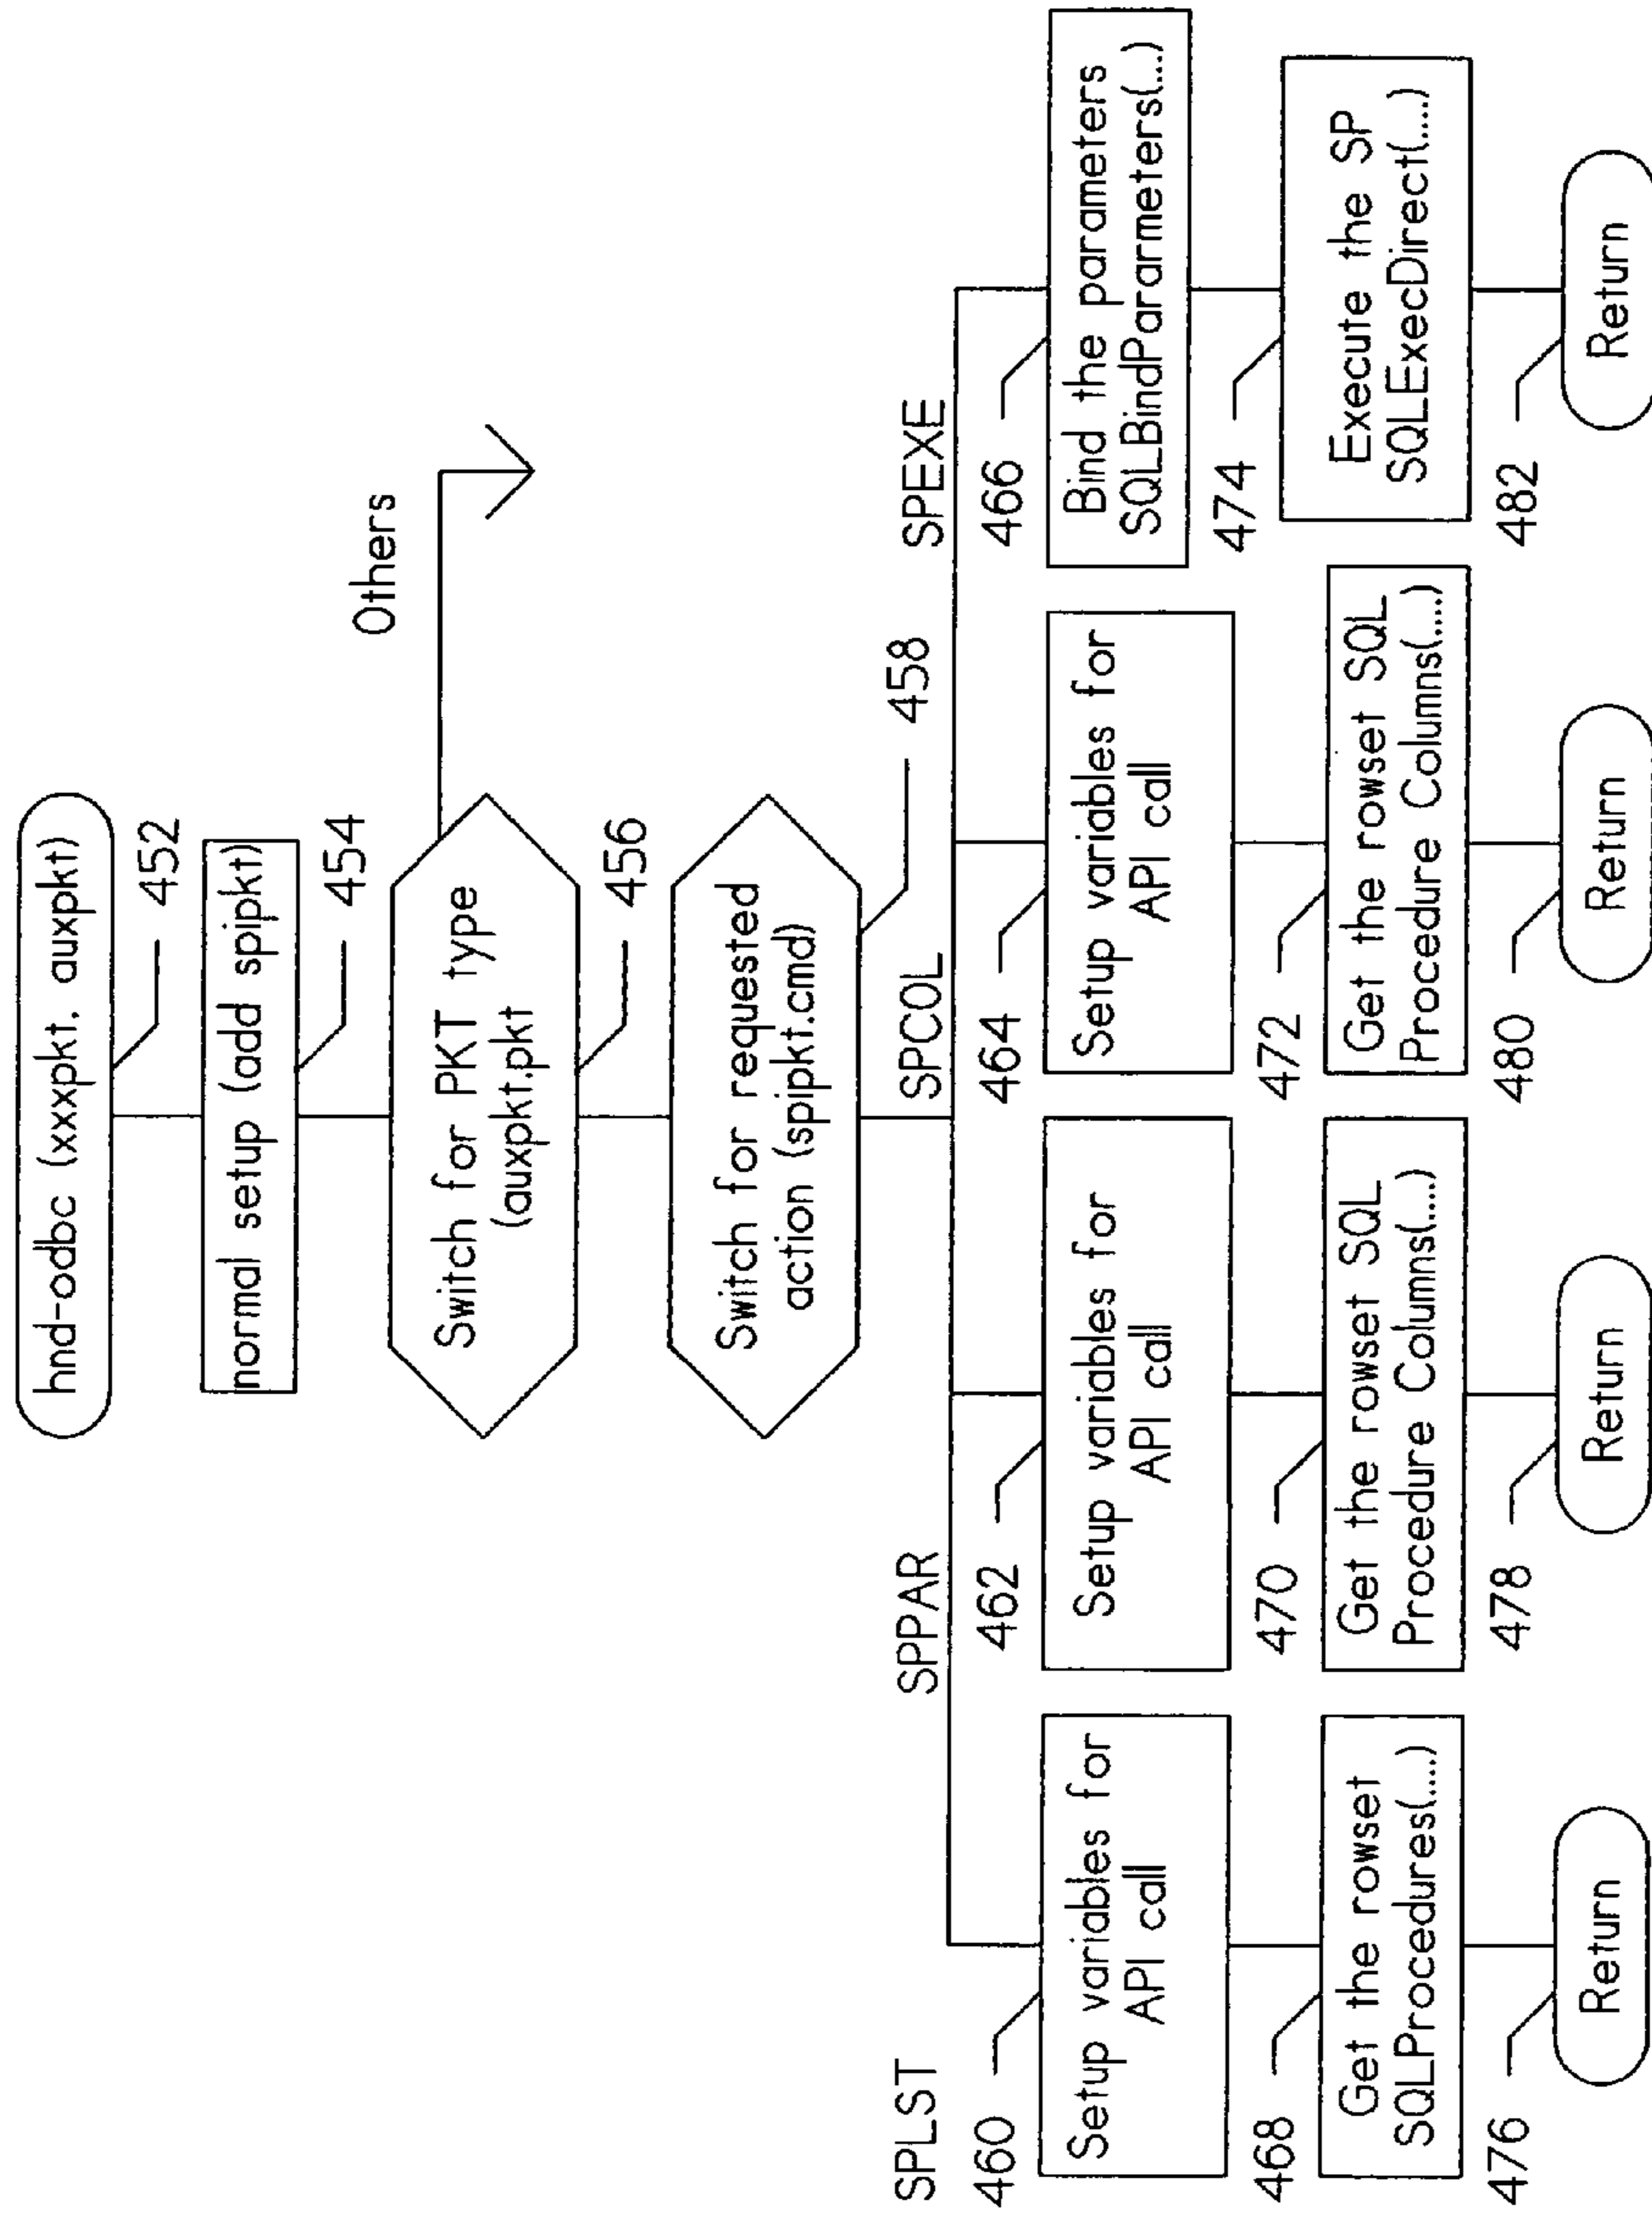 hnd-odbc (xxxpkt, auxpkt)
452
normal setup (add spipkt)
454
Others
Switch for PKT type
(auxpkt.pkt
456
Switch for requested
action (spipkt.cmd)
458
SPLST
SPPAR
SPCOL
SPEXE
460
Setup variables for
API call
462
Setup variables for
API call
464
Setup variables for
API call
466
Bind the parameters
SQLBindPararmeters(...)
468
Get the rowset
SQLProcedures(....)
470
Get the rowset SQL
Procedure Columns(....)
472
Get the rowset SQL
Procedure Columns(....)
474
Execute the SP
SQLExecDirect(....)
476
Return
478
Return
480
Return
482
Return